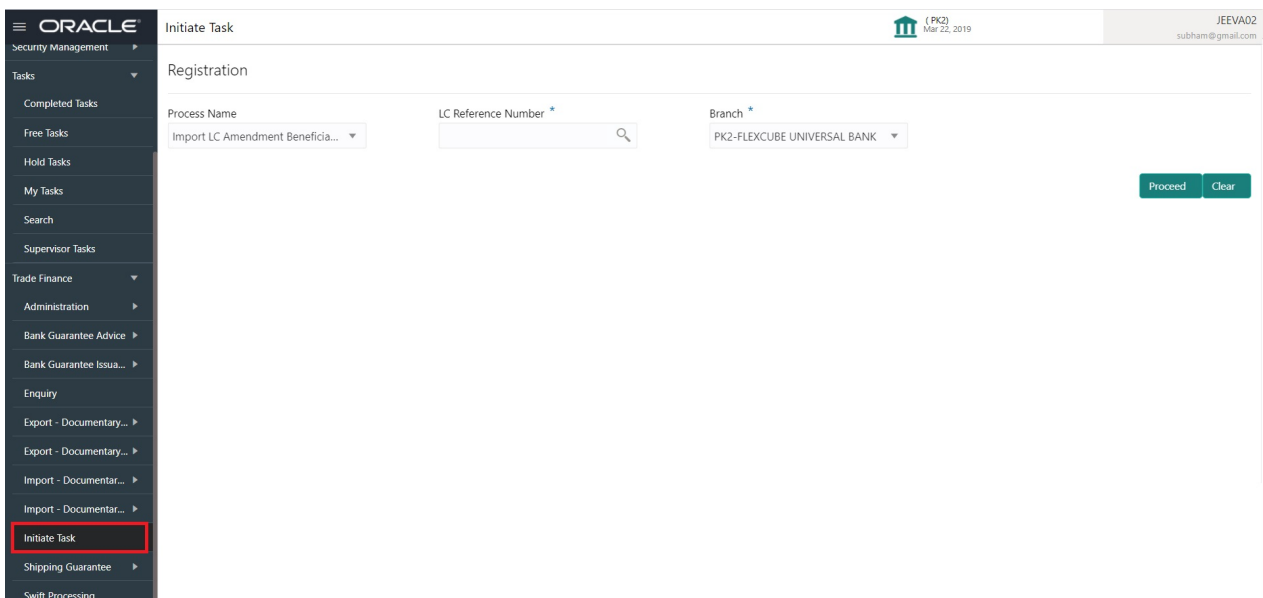 ORACLE
Initiate Task
( PK2)
Mar 22, 2019
JEEVA02
subham@gmail.com
Security Management
Tasks
Completed Tasks
Free Tasks
Hold Tasks
My Tasks
Search
Supervisor Tasks
Trade Finance
Administration
Bank Guarantee Advice
Bank Guarantee Issua...
Enquiry
Export - Documentary...
Export - Documentary...
Import - Documentar...
Import - Documentar...
Initiate Task
Shipping Guarantee
Swift Processing
Registration
Process Name
Import LC Amendment Beneficia...
LC Reference Number *
Branch *
PK2-FLEXCUBE UNIVERSAL BANK
Proceed
Clear